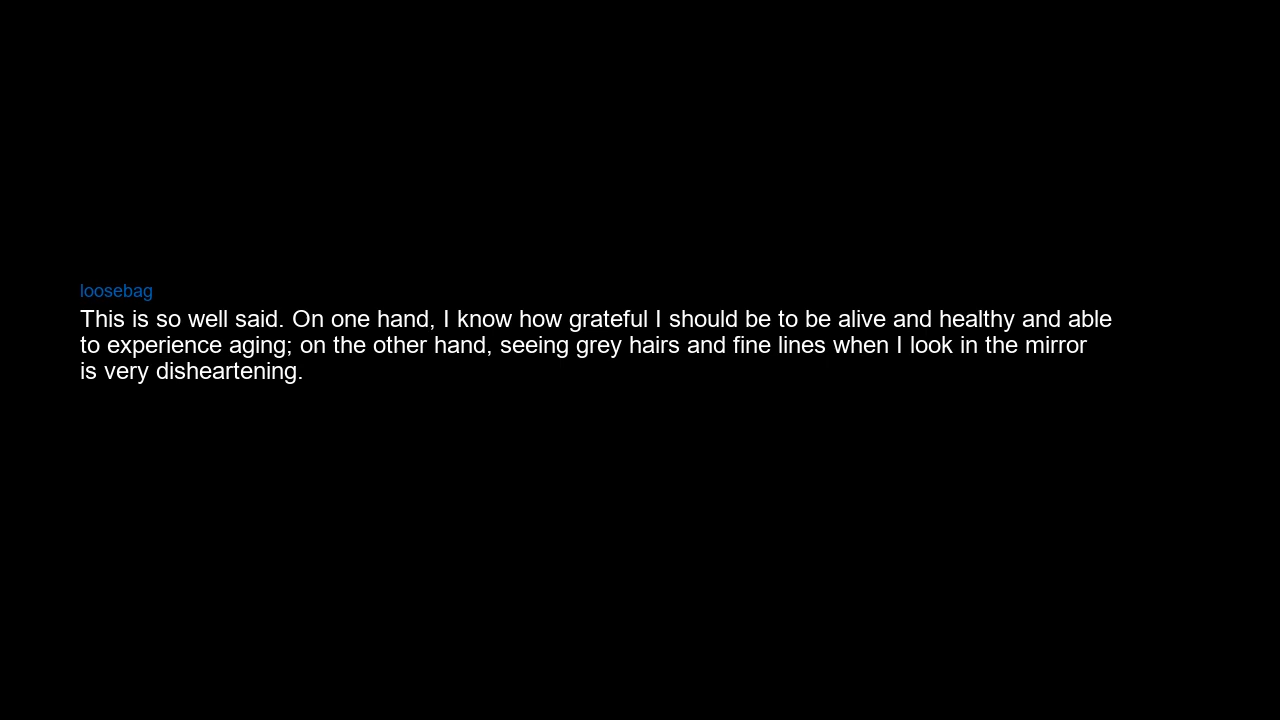 loosebag
This is so well said. On one hand, I know how grateful I should be to be alive and healthy and able
to experience aging; on the other hand, seeing grey hairs and fine lines when I look in the mirror
is very disheartening.